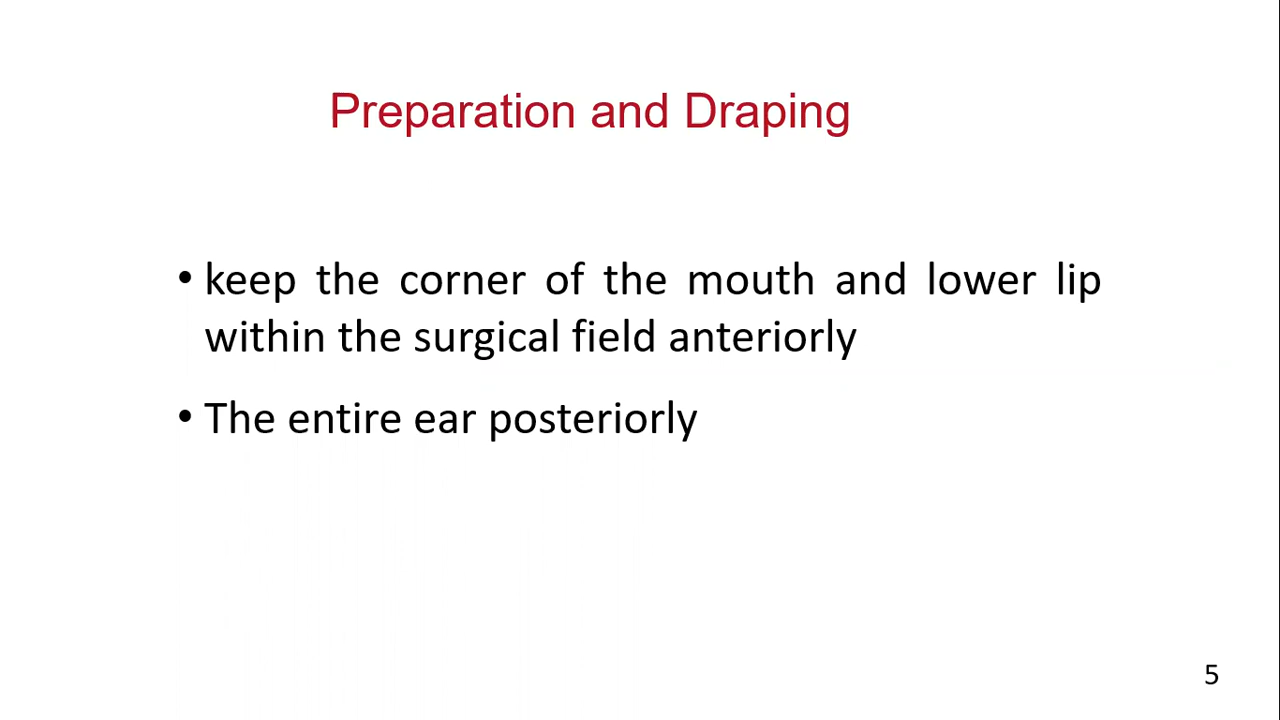 Preparation and Draping
• keep the corner of the mouth and lower lip
within the surgical field anteriorly
• The entire ear posteriorly
5